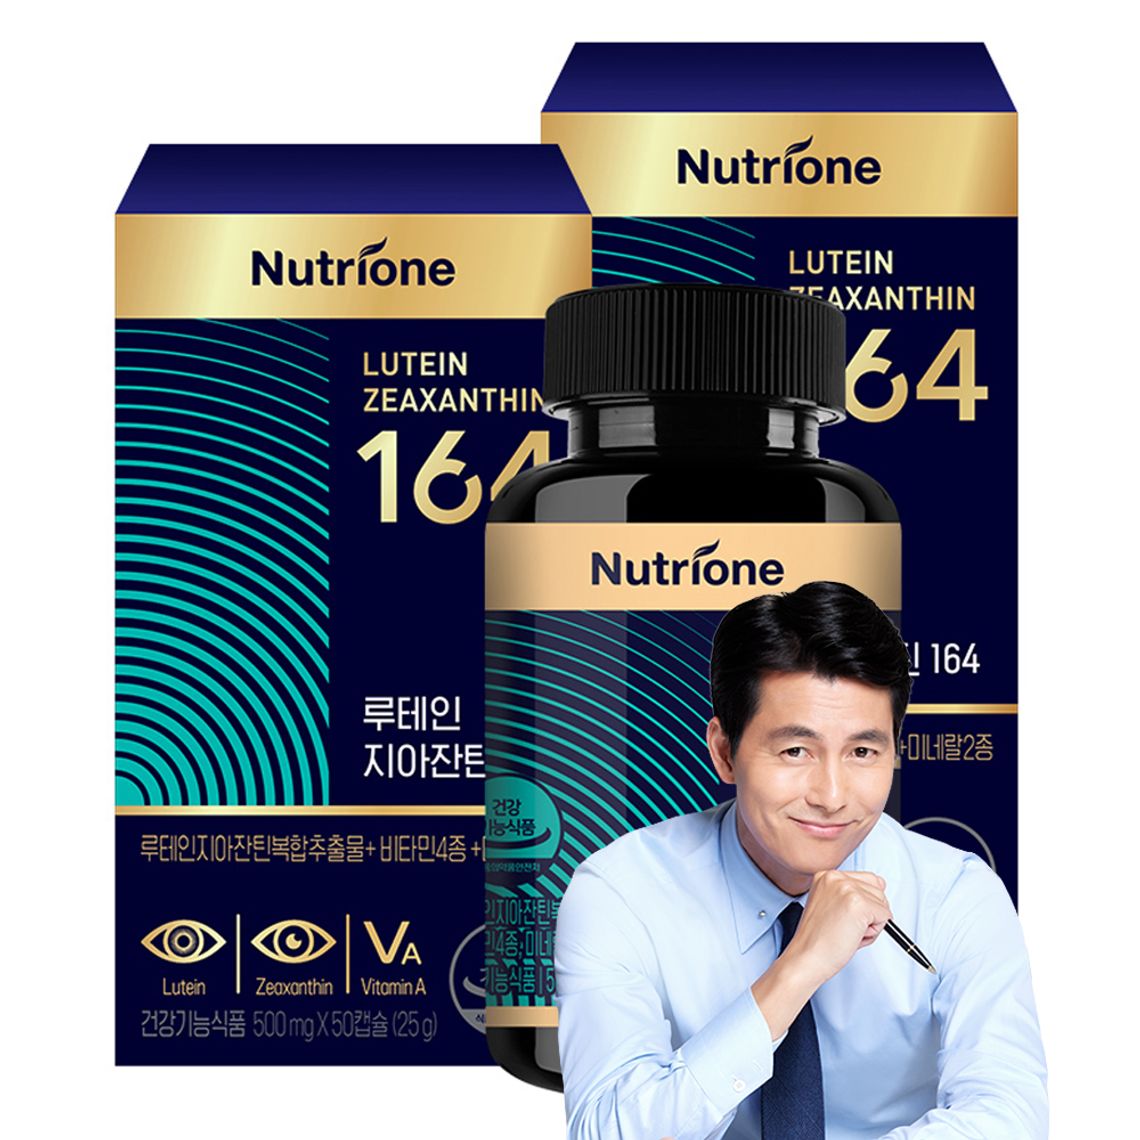 Nutrione
LUTEIN
ZEAXANTHIN
164
루테인
지아잔틴
루테인지아잔틴복합추출물+ 비타민4종 +
Lutein
Zeaxanthin
VA
Vitamin A
건강기능식품 500 mg X 50캡슐 (25 g)
Nutrione
LUTEIN
ZEAXANTHIN
164
164
+미네랄2종
Nutrione
건강
기능식품